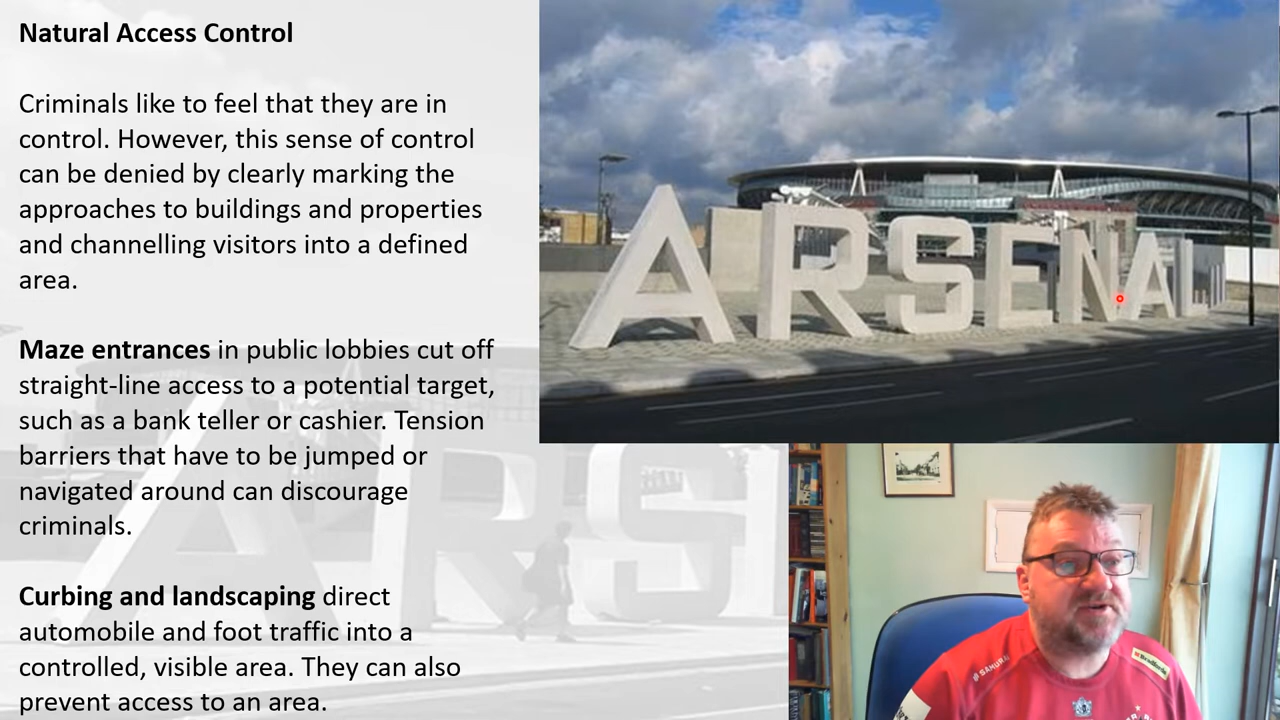 Natural Access Control
Criminals like to feel that they are in
control. However, this sense of control
can be denied by clearly marking the
approaches to buildings and properties
and channelling visitors into a defined
area.
Maze entrances in public lobbies cut off
straight-line access to a potential target,
such as a bank teller or cashier. Tension
barriers that have to be jumped or
navigated around can discourage
criminals.
Curbing and landscaping direct
automobile and foot traffic into a
controlled, visible area. They can also
prevent access to an area.
ARSENAL
ARS
SAMURAI